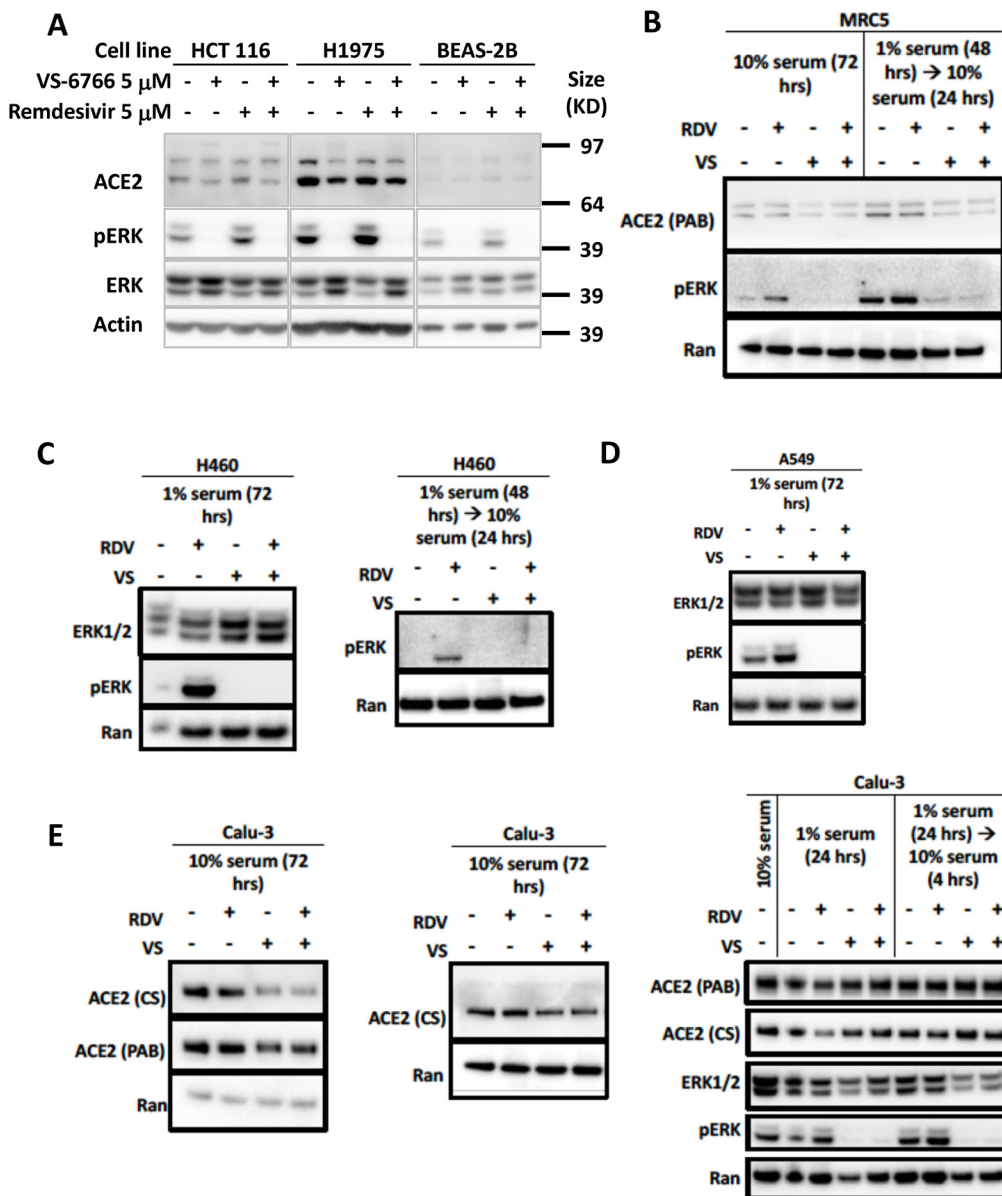 A
Cell line HCT 116 H1975 BEAS-2B
VS-6766 5 μM - + - + - + - + - + - +
Size (KD)
Remdesivir 5 μM - - + + - - + + - - + +
ACE2
97
64
pERK
39
ERK
39
Actin
39
B
MRC5
10% serum (72 hrs)
1% serum (48 hrs) → 10% serum (24 hrs)
RDV - + - + - + - +
VS - - + + - - + +
ACE2 (PAB)
pERK
Ran
C
H460
1% serum (72 hrs)
RDV - + - +
VS - - + +
ERK1/2
pERK
Ran
H460
1% serum (48 hrs) → 10% serum (24 hrs)
RDV - + - +
VS - - + +
pERK
Ran
D
A549
1% serum (72 hrs)
RDV - + - +
VS - - + +
ERK1/2
pERK
Ran
E
Calu-3
10% serum (72 hrs)
RDV - + - +
VS - - + +
ACE2 (CS)
ACE2 (PAB)
Ran
Calu-3
10% serum (72 hrs)
RDV - + - +
VS - - + +
ACE2 (CS)
Ran
Calu-3
10% serum
1% serum (24 hrs)
1% serum (24 hrs) → 10% serum (4 hrs)
RDV - - + - + - + - +
VS - - - + + - - + +
ACE2 (PAB)
ACE2 (CS)
ERK1/2
pERK
Ran